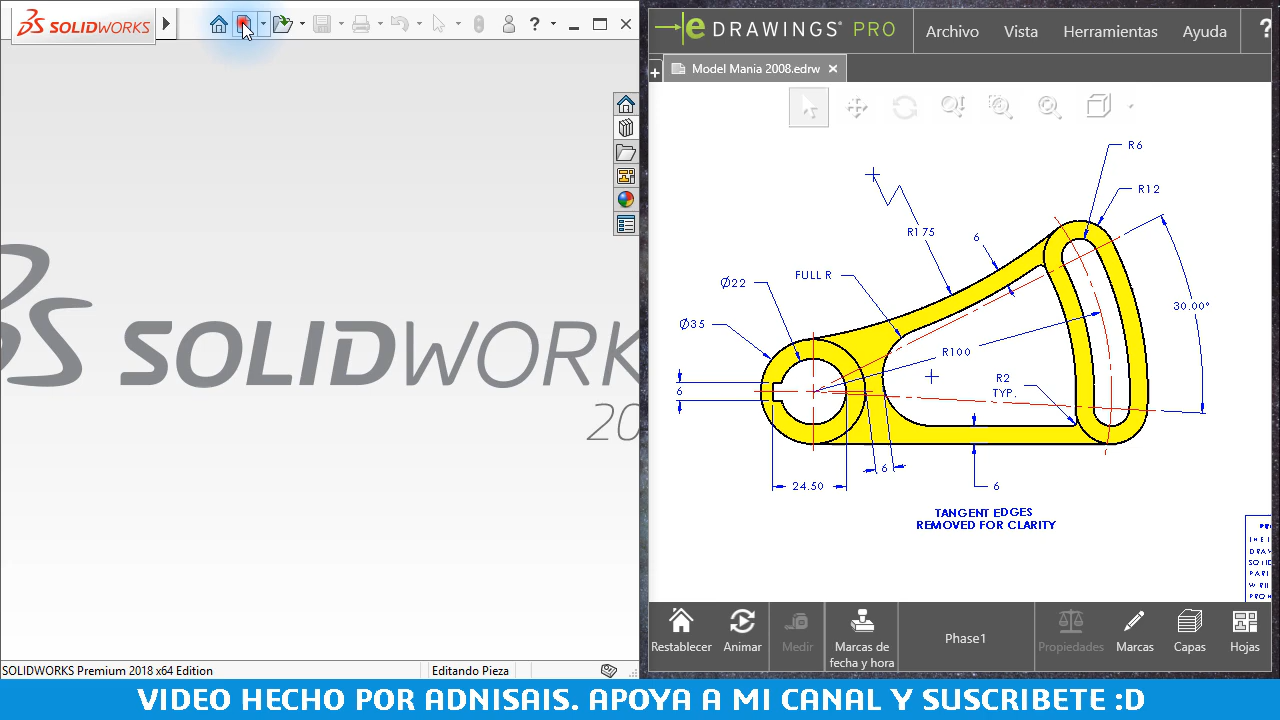 SOLIDWORKS
?
SOLIDWORK
20
SOLIDWORKS Premium 2018 x64 Edition
Editando Pieza
eDRAWINGS® PRO
Archivo
Vista
Herramientas
Ayuda
?
Model Mania 2008.edrw
R6
R12
R175
6
FULL R
Ø22
Ø35
30.00°
R100
R2
TYP.
6
6
24.50
6
TANGENT EDGES
REMOVED FOR CLARITY
Restablecer
Animar
Medir
Marcas de
fecha y hora
Phase1
Propiedades
Marcas
Capas
Hojas
VIDEO HECHO POR ADNISAIS. APOYA A MI CANAL Y SUSCRIBETE :D